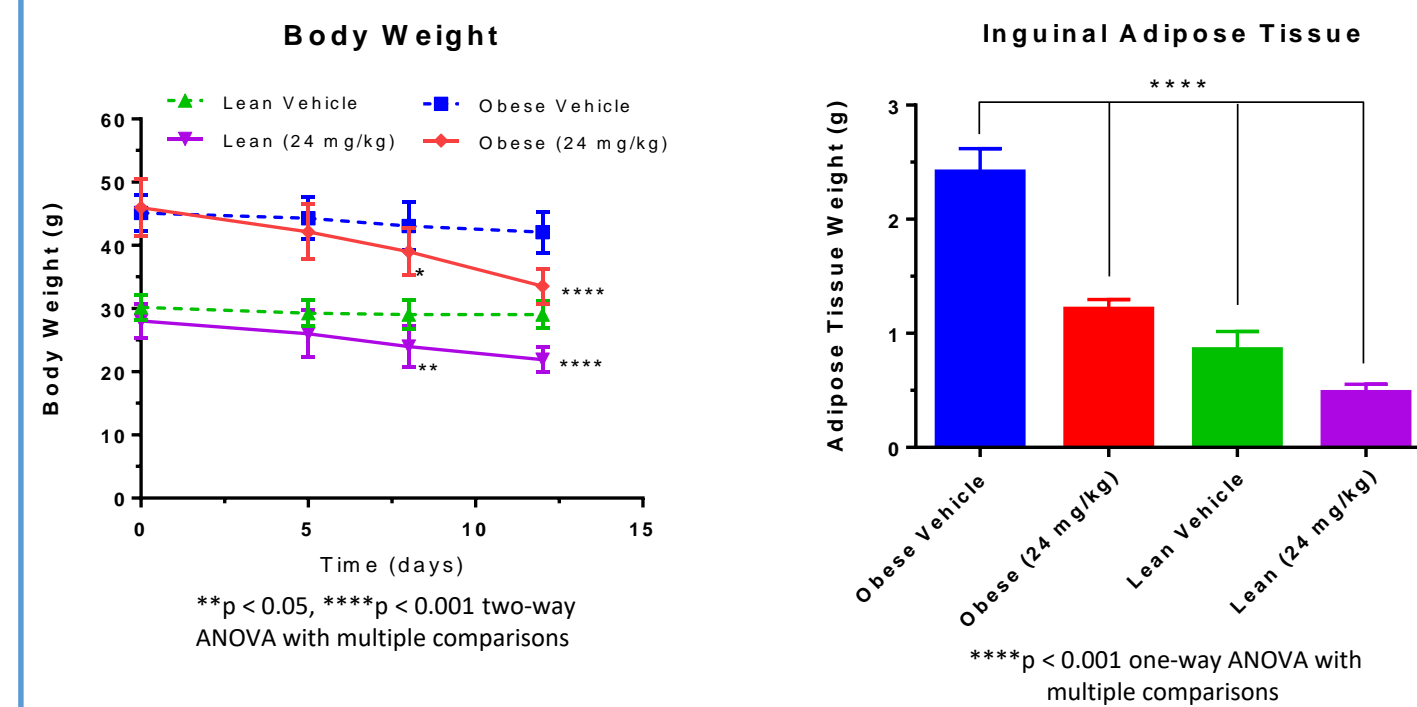 Body Weight
Lean Vehicle
Obese Vehicle
Lean (24 mg/kg)
Obese (24 mg/kg)
Body Weight (g)
60
50
40
30
20
10
0
*
****
**
****
0
5
10
15
Time (days)
**p < 0.05, ****p < 0.001 two-way
ANOVA with multiple comparisons
Inguinal Adipose Tissue
****
Adipose Tissue Weight (g)
3
2
1
0
Obese Vehicle
Obese (24 mg/kg)
Lean Vehicle
Lean (24 mg/kg)
****p < 0.001 one-way ANOVA with
multiple comparisons